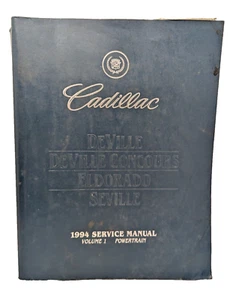 Cadillac
DEVILLE
DEVILLE CONCOURS
ELDORADO
SEVILLE
1994 SERVICE MANUAL
VOLUME 1 POWERTRAIN